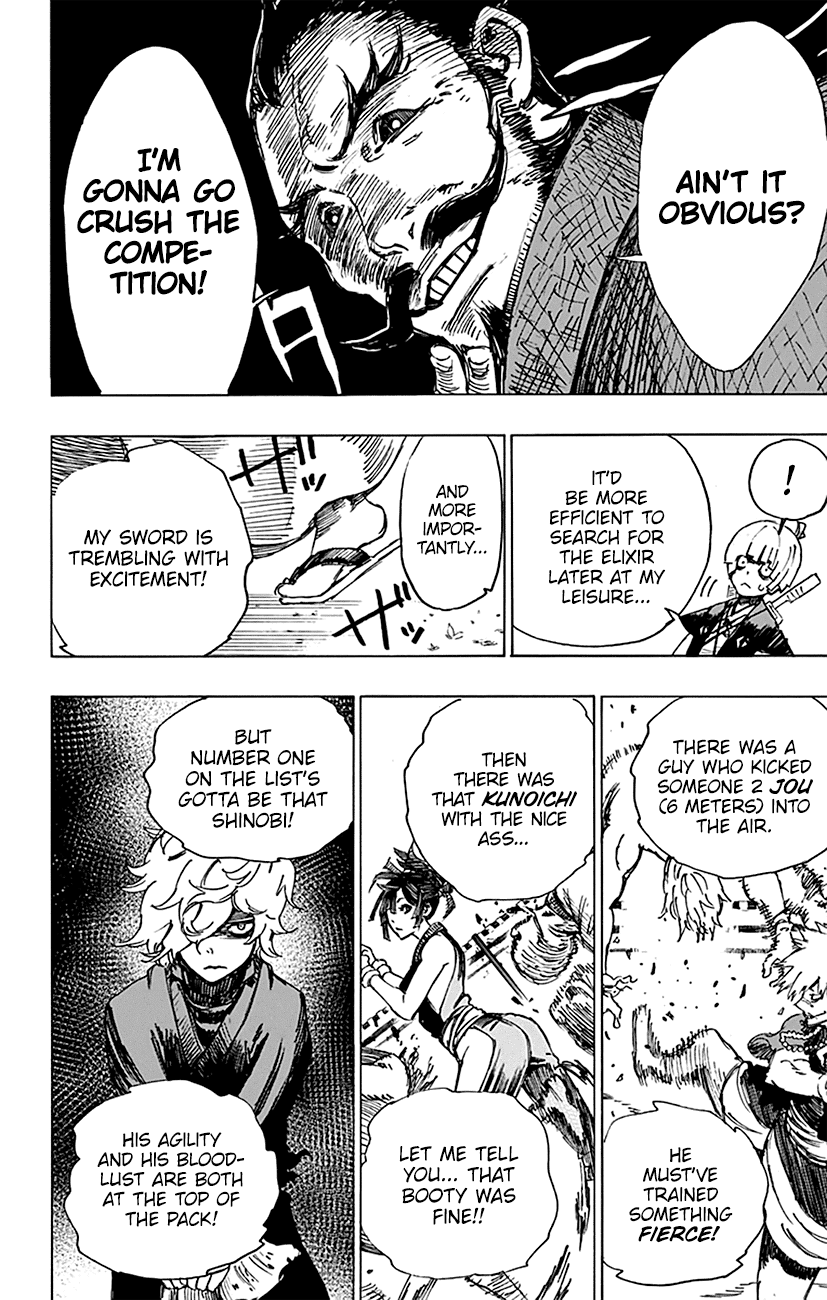 AIN'T IT
OBVIOUS?
I'M
GONNA GO
CRUSH THE
COMPE-
TITION!
!
IT'D
BE MORE
EFFICIENT TO
SEARCH FOR
THE ELIXIR
LATER AT MY
LEISURE...
AND
MORE
IMPOR-
TANTLY...
ザッ
ザッ
MY SWORD IS
TREMBLING WITH
EXCITEMENT!
THERE WAS A
GUY WHO KICKED
SOMEONE 2 JOU
(6 METERS) INTO
THE AIR.
HE
MUST'VE
TRAINED
SOMETHING
FIERCE!
THEN
THERE WAS
THAT KUNOICHI
WITH THE NICE
ASS...
LET ME TELL
YOU... THAT
BOOTY WAS
FINE!!
BUT
NUMBER ONE
ON THE LIST'S
GOTTA BE THAT
SHINOBI!
HIS AGILITY
AND HIS BLOOD-
LUST ARE BOTH
AT THE TOP OF
THE PACK!